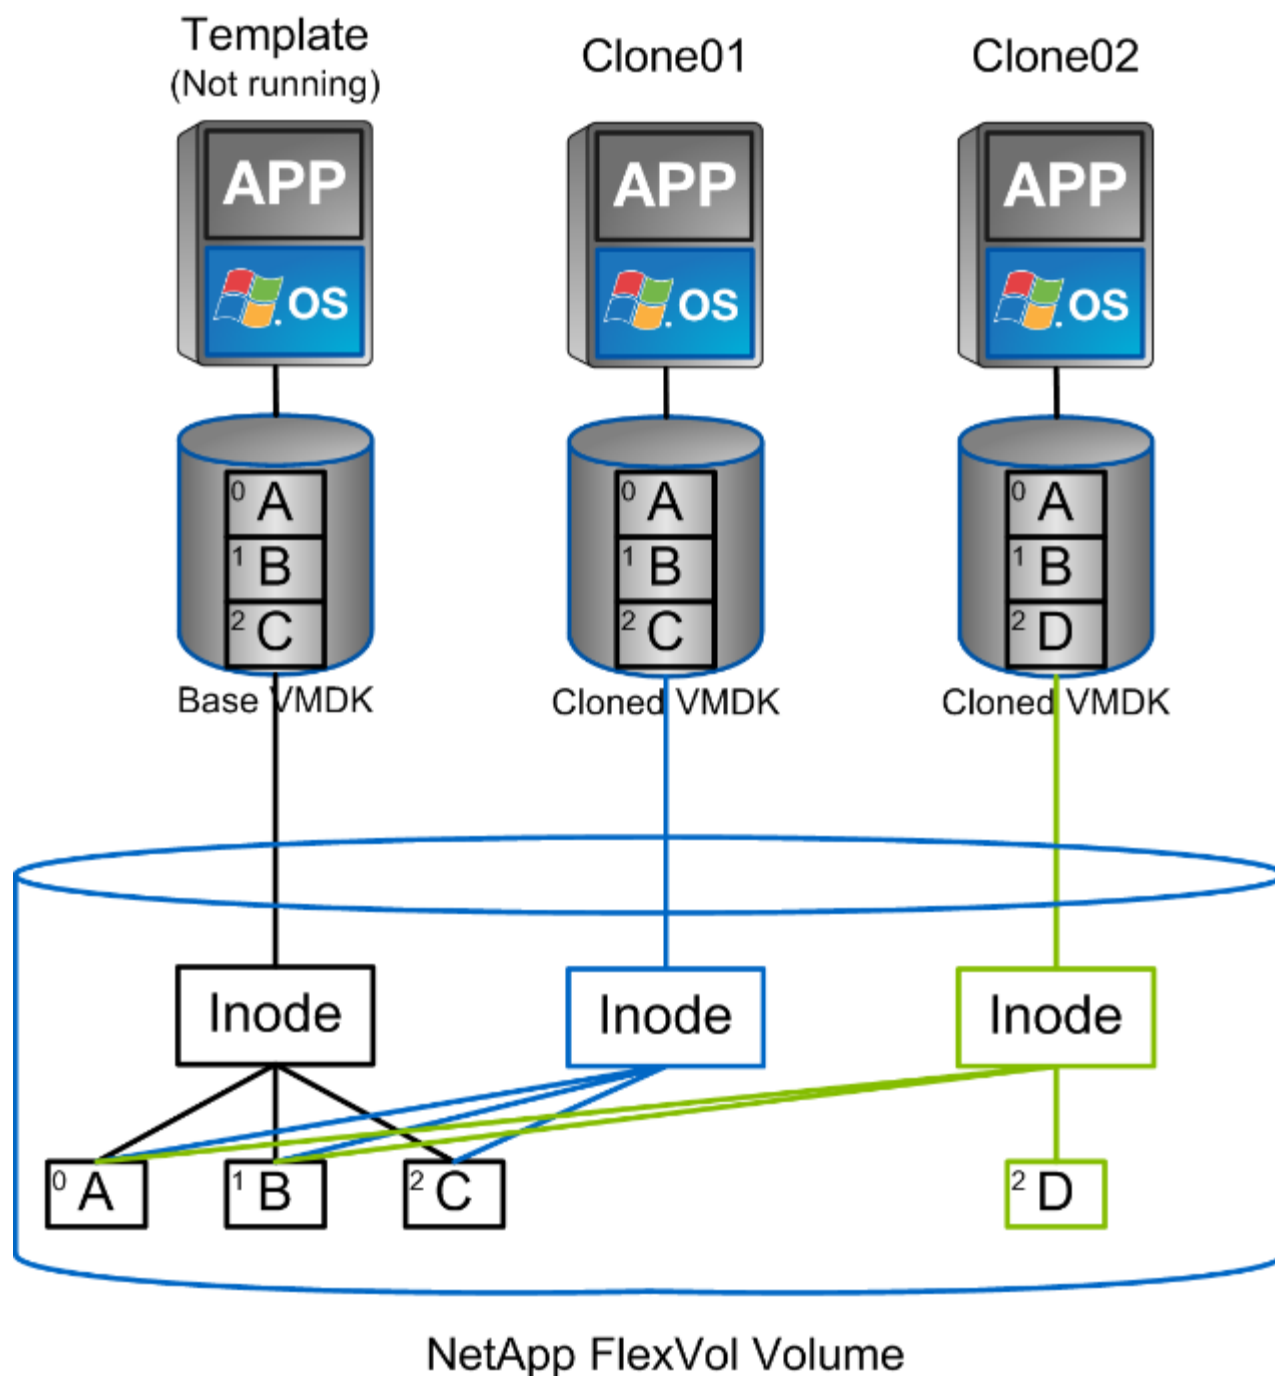 Template
(Not running)
Clone01
Clone02
APP
APP
APP
.OS
.OS
.OS
0 A
1 B
2 C
0 A
1 B
2 C
0 A
1 B
2 D
Base VMDK
Cloned VMDK
Cloned VMDK
Inode
Inode
Inode
0 A
1 B
2 C
2 D
NetApp FlexVol Volume